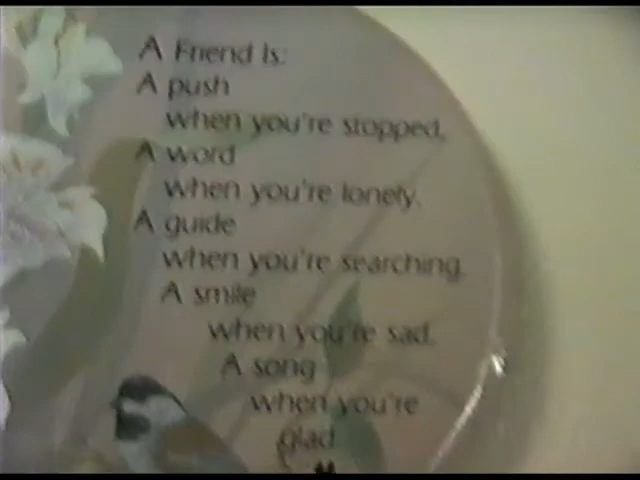 A Friend Is:
A push
when you're stopped.
A word
when you're lonely.
A guide
when you're searching.
A smile
when you're sad.
A song
when you're
glad